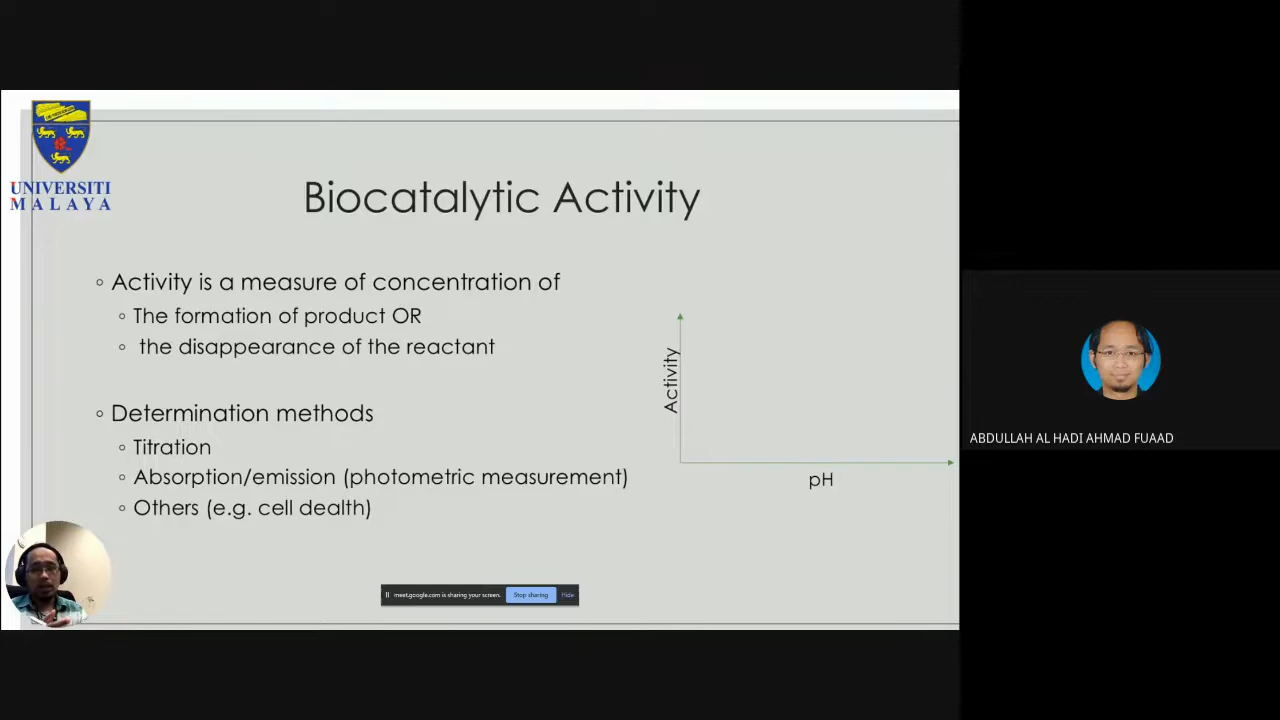 UNIVERSITI
MALAYA
Biocatalytic Activity
◦ Activity is a measure of concentration of
◦ The formation of product OR
◦ the disappearance of the reactant
◦ Determination methods
◦ Titration
◦ Absorption/emission (photometric measurement)
◦ Others (e.g. cell dealth)
Activity
pH
meet.google.com is sharing your screen. Stop sharing Hide
ABDULLAH AL HADI AHMAD FUAAD